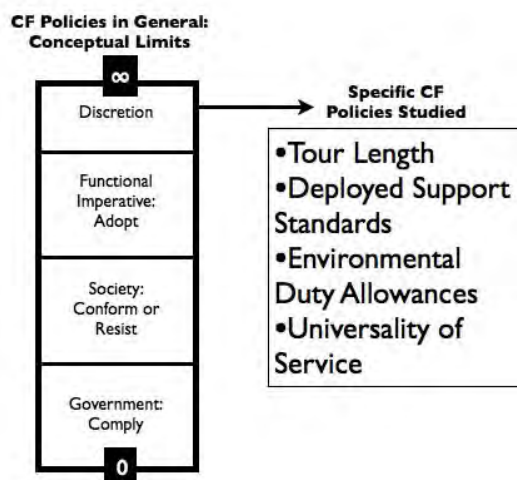 CF Policies in General:
Conceptual Limits
∞
Discretion
Functional
Imperative:
Adopt
Society:
Conform or
Resist
Government:
Comply
0
Specific CF
Policies Studied
•Tour Length
•Deployed Support
Standards
•Environmental
Duty Allowances
•Universality of
Service